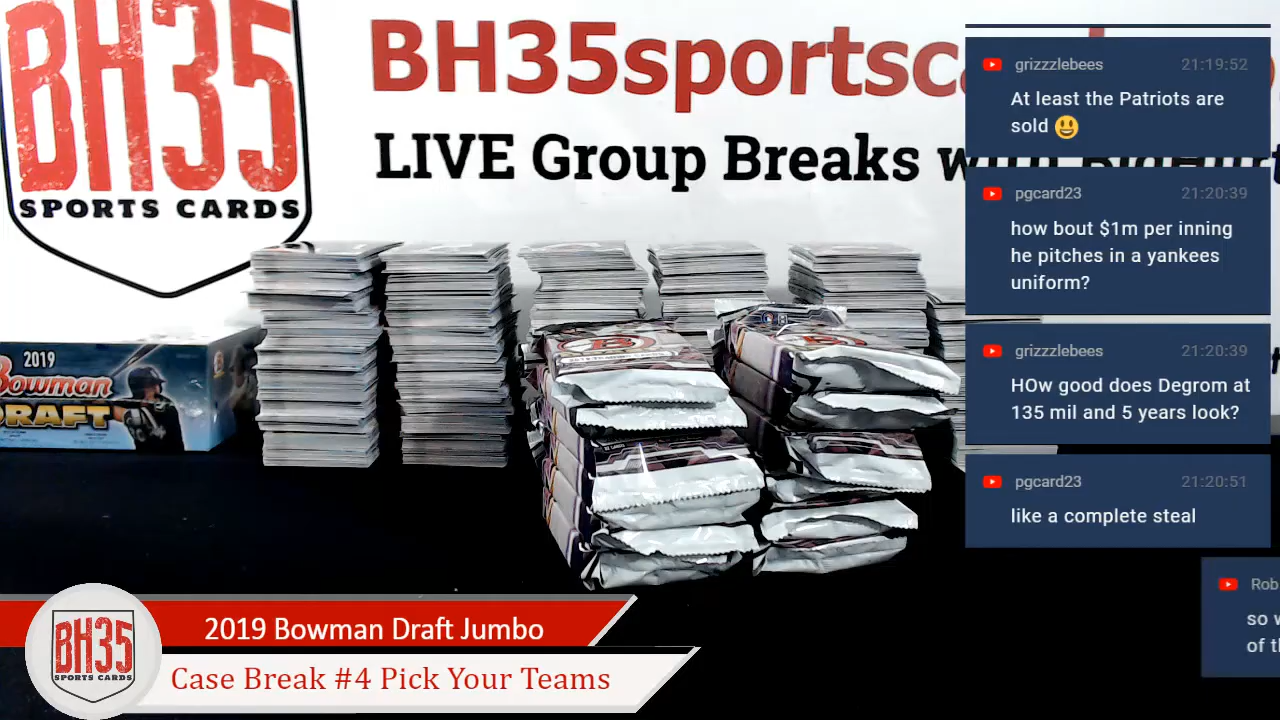 BH35
SPORTS CARDS
BH35sportsc
LIVE Group Breaks with BigHurt
2019
Bowman
DRAFT
grizzzlebees 21:19:52
At least the Patriots are
sold 😃
pgcard23 21:20:39
how bout $1m per inning
he pitches in a yankees
uniform?
grizzzlebees 21:20:39
HOw good does Degrom at
135 mil and 5 years look?
pgcard23 21:20:51
like a complete steal
Rob
so
of
BH35
SPORTS CARDS
2019 Bowman Draft Jumbo
Case Break #4 Pick Your Teams